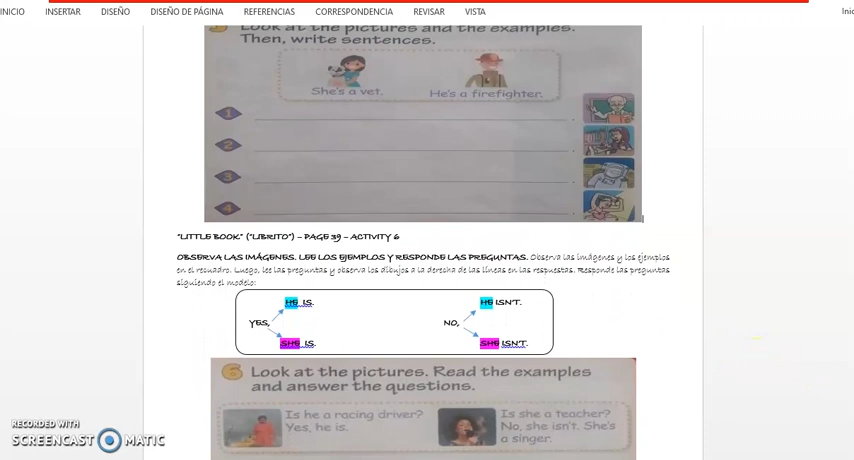 INICIO INSERTAR DISEÑO DISEÑO DE PÁGINA REFERENCIAS CORRESPONDENCIA REVISAR VISTA Inic
5 Look at the pictures and the examples.
Then, write sentences.
She's a vet. He's a firefighter.
1
2
3
4
"LITTLE BOOK" ("LIBRITO") – PAGE 39 – ACTIVITY 6
OBSERVA LAS IMÁGENES. LEE LOS EJEMPLOS Y RESPONDE LAS PREGUNTAS. Observa las imágenes y los ejemplos
en el recuadro. Luego, lee las preguntas y observa los dibujos a la derecha de las líneas en las respuestas. Responde las preguntas
siguiendo el modelo:
HE IS. HE ISN'T.
YES, NO,
SHE IS. SHE ISN'T.
6 Look at the pictures. Read the examples
and answer the questions.
Is he a racing driver? Is she a teacher?
Yes, he is. No, she isn't. She's
a singer.
RECORDED WITH
SCREENCAST MATIC